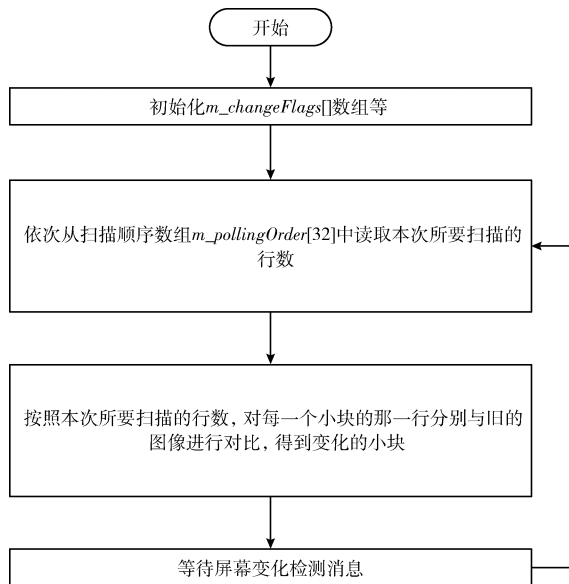 开始
初始化m_changeFlags[]数组等
依次从扫描顺序数组m_pollingOrder[32]中读取本次所要扫描的
行数
按照本次所要扫描的行数，对每一个小块的那一行分别与旧的
图像进行对比，得到变化的小块
等待屏幕变化检测消息